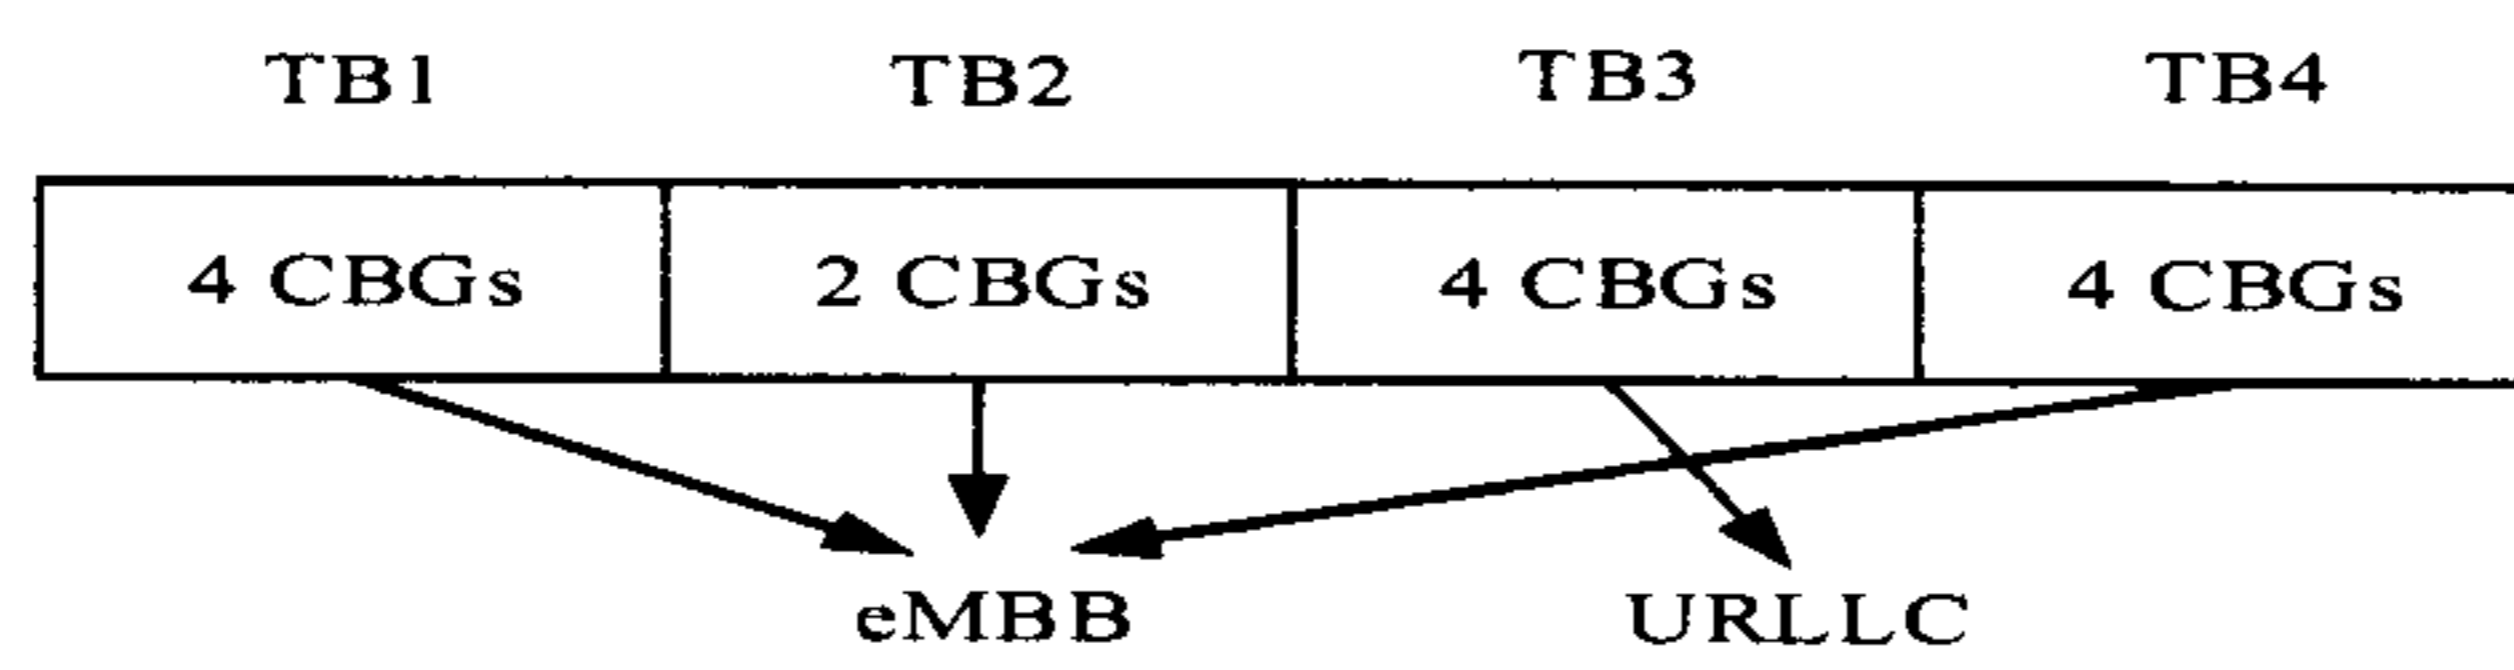 TB1 TB2 TB3 TB4
4 CBGs 2 CBGs 4 CBGs 4 CBGs
eMBB URLLC